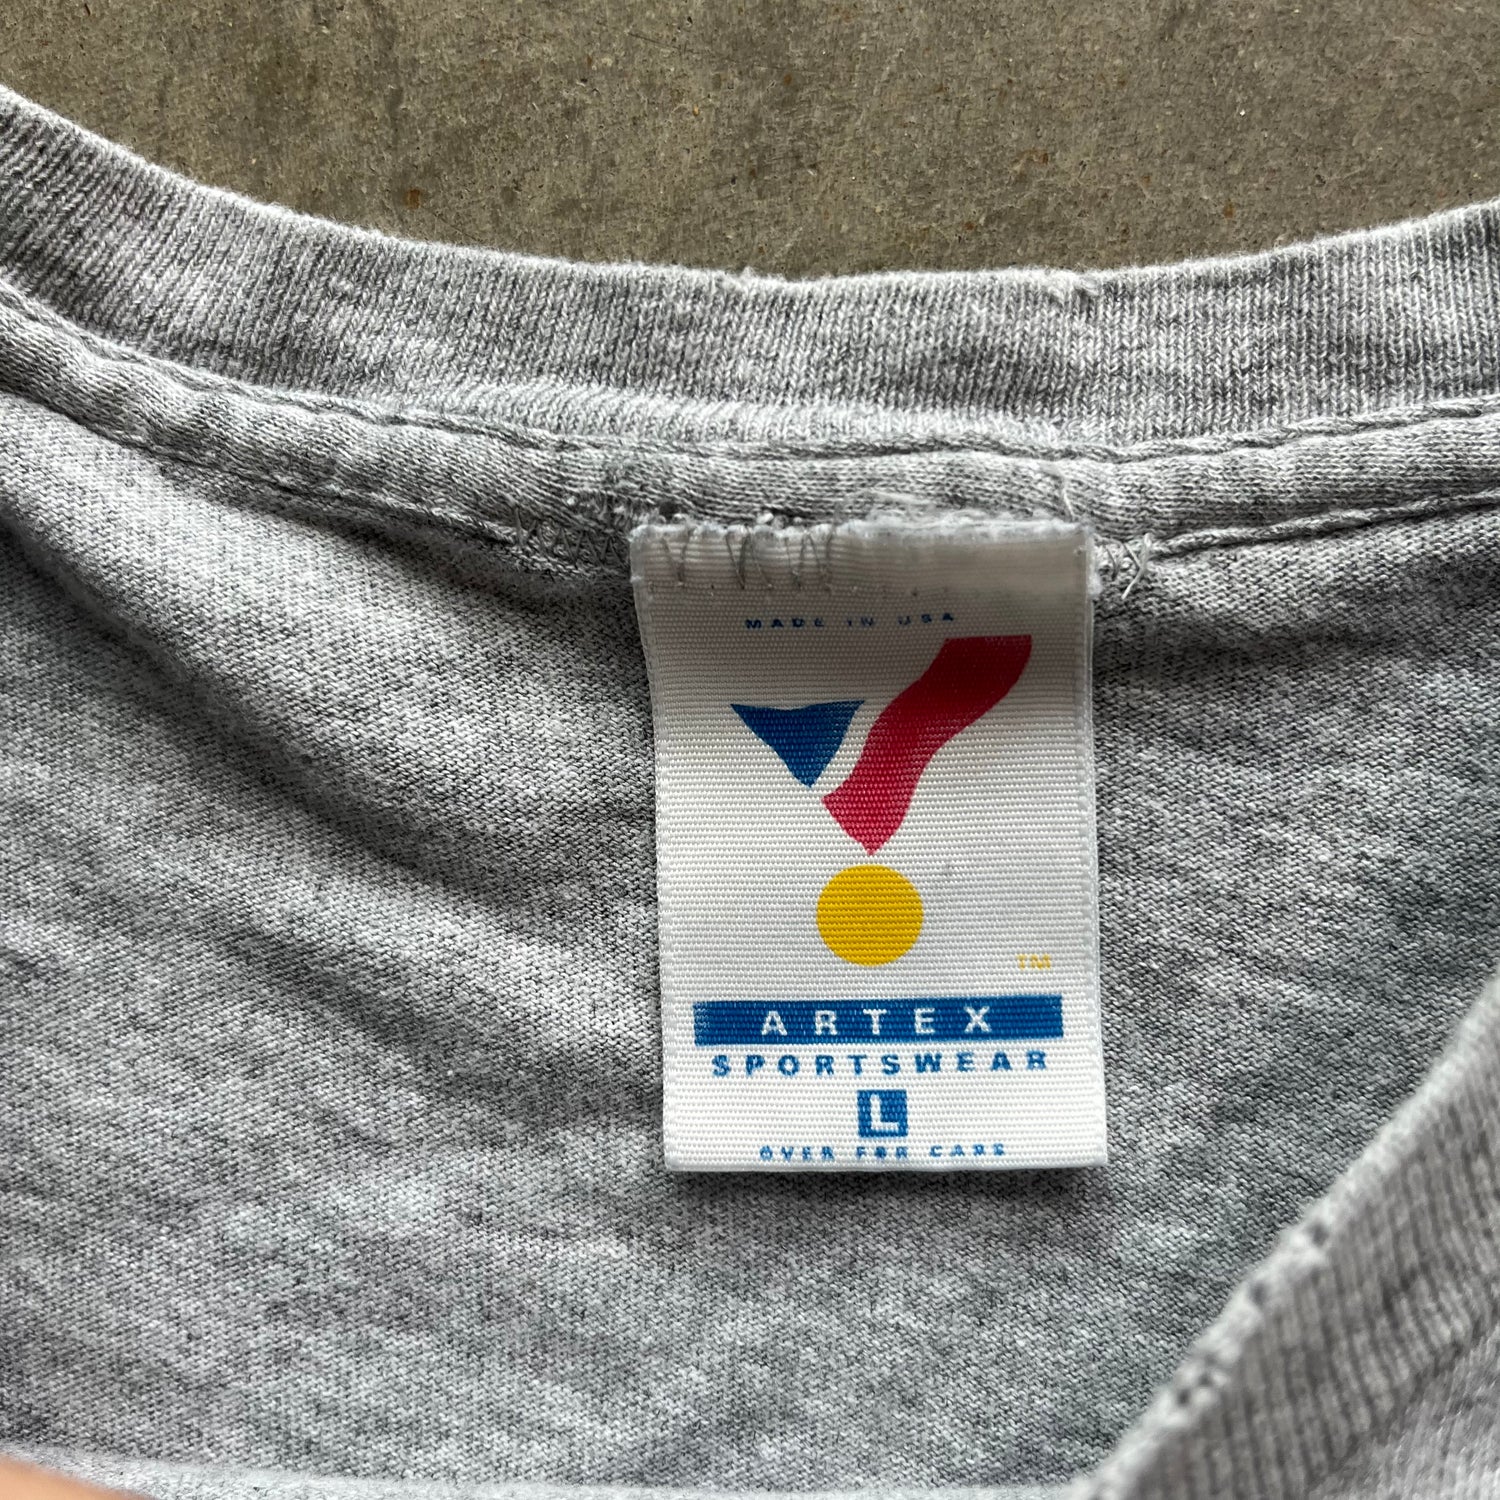 MADE IN USA
TM
ARTEX
SPORTSWEAR
L
OVER FOR CARE